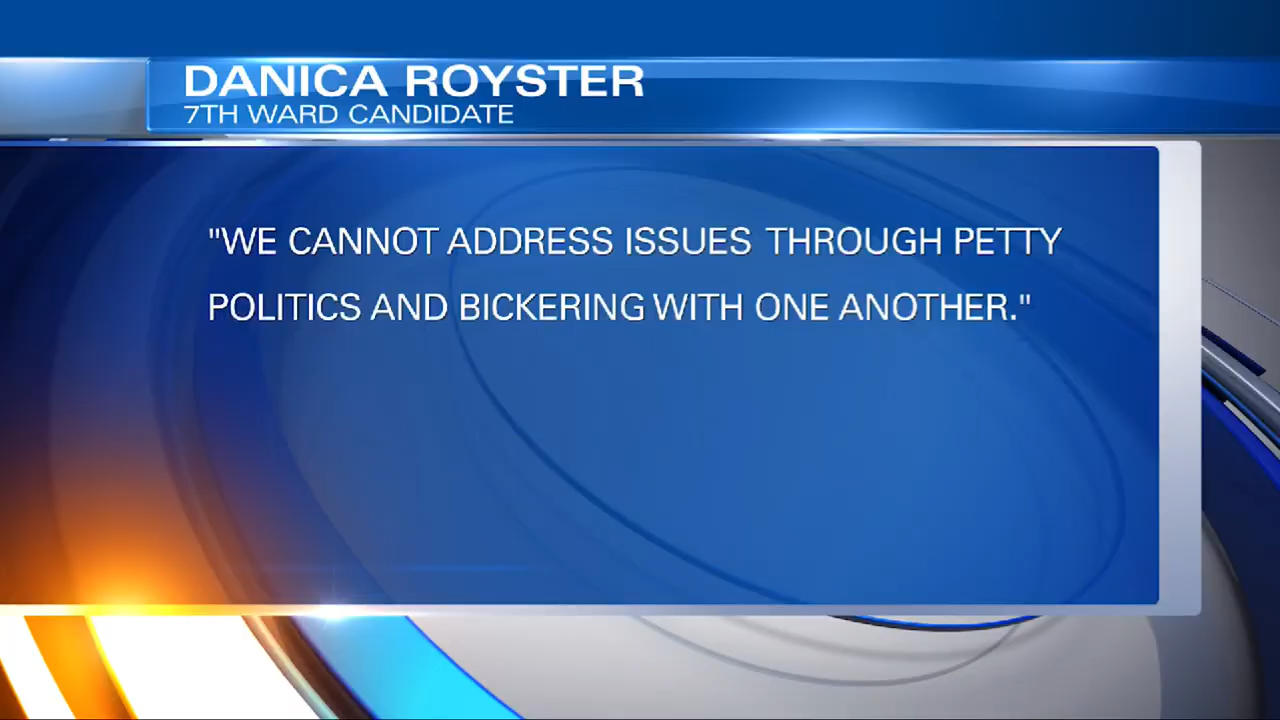 DANICA ROYSTER
7TH WARD CANDIDATE
"WE CANNOT ADDRESS ISSUES THROUGH PETTY
POLITICS AND BICKERING WITH ONE ANOTHER."